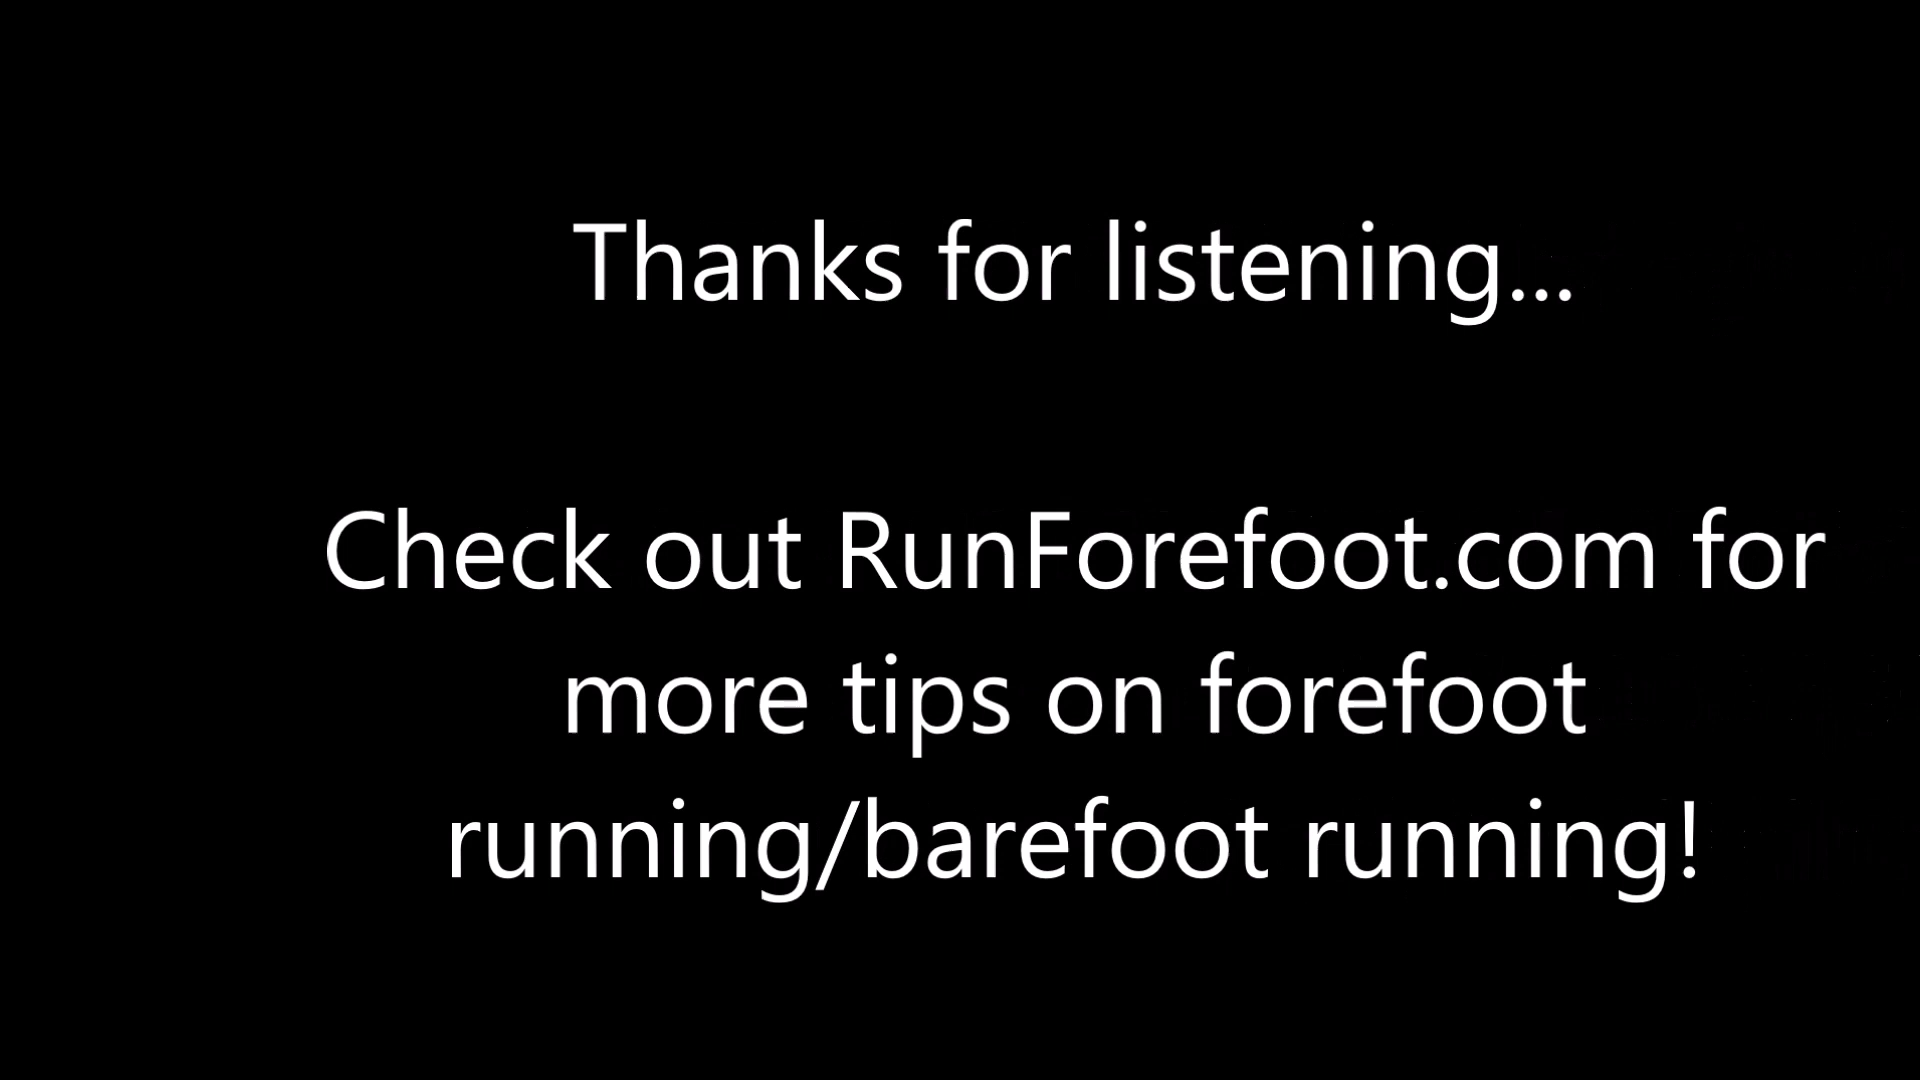 Thanks for listening...
Check out RunForefoot.com for
more tips on forefoot
running/barefoot running!